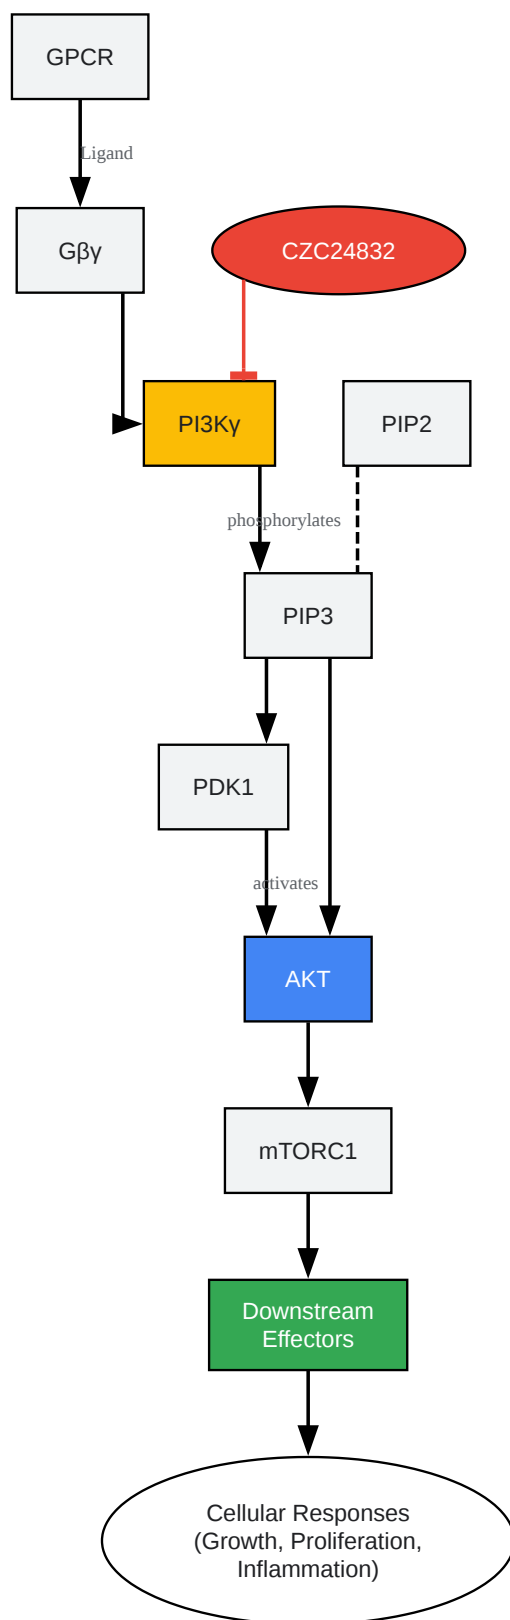 GPCR
Ligand
Gβγ
CZC24832
PI3Kγ
PIP2
phosphorylates
PIP3
PDK1
activates
AKT
mTORC1
Downstream
Effectors
Cellular Responses
(Growth, Proliferation,
Inflammation)